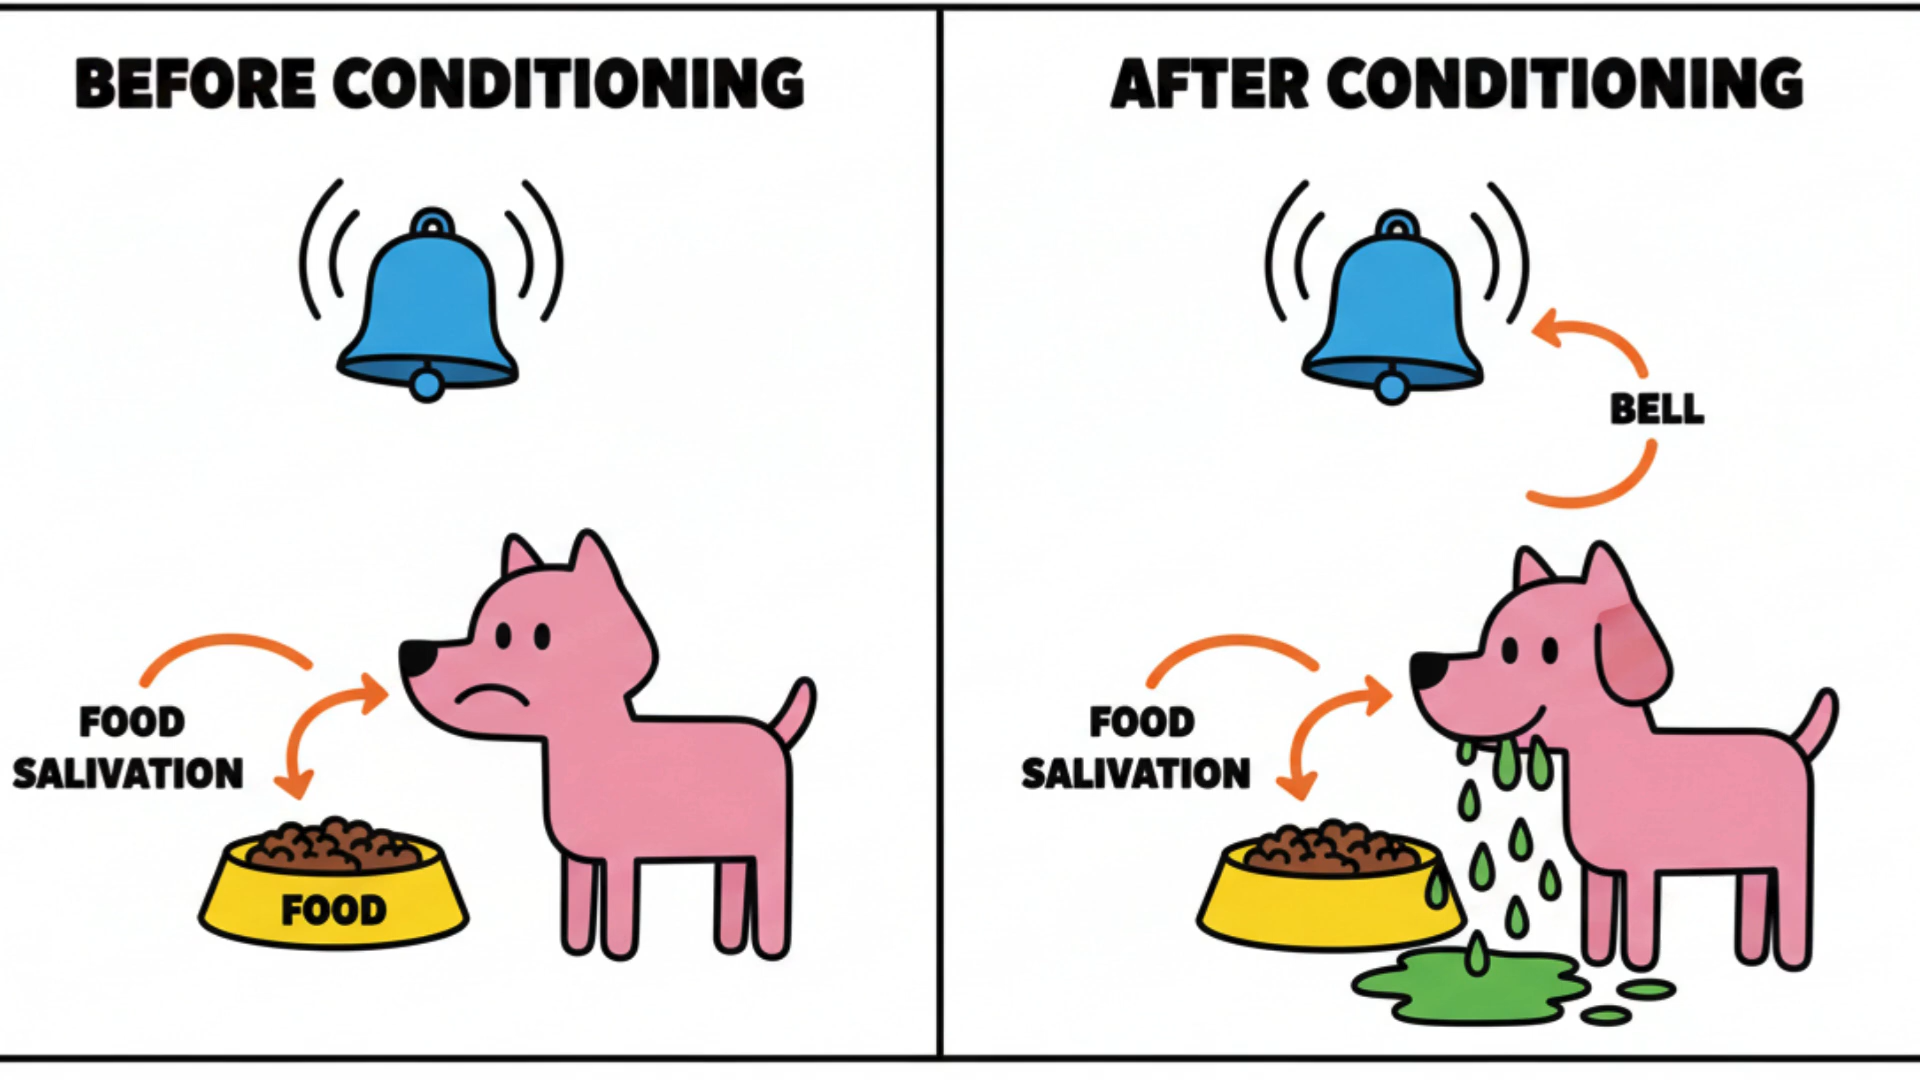 BEFORE CONDITIONING
FOOD
SALIVATION
FOOD
AFTER CONDITIONING
BELL
FOOD
SALIVATION